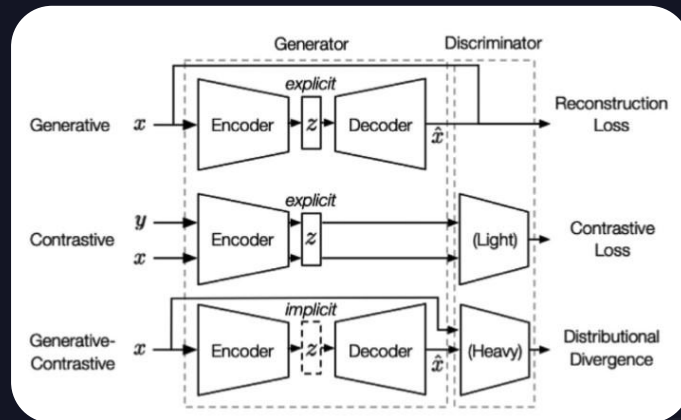 Generator
Discriminator
Generative
x
Encoder
explicit
z
Decoder
x̂
Reconstruction
Loss
Contrastive
y
x
Encoder
explicit
z
(Light)
Contrastive
Loss
Generative-
Contrastive
x
Encoder
implicit
z
Decoder
x̂
(Heavy)
Distributional
Divergence